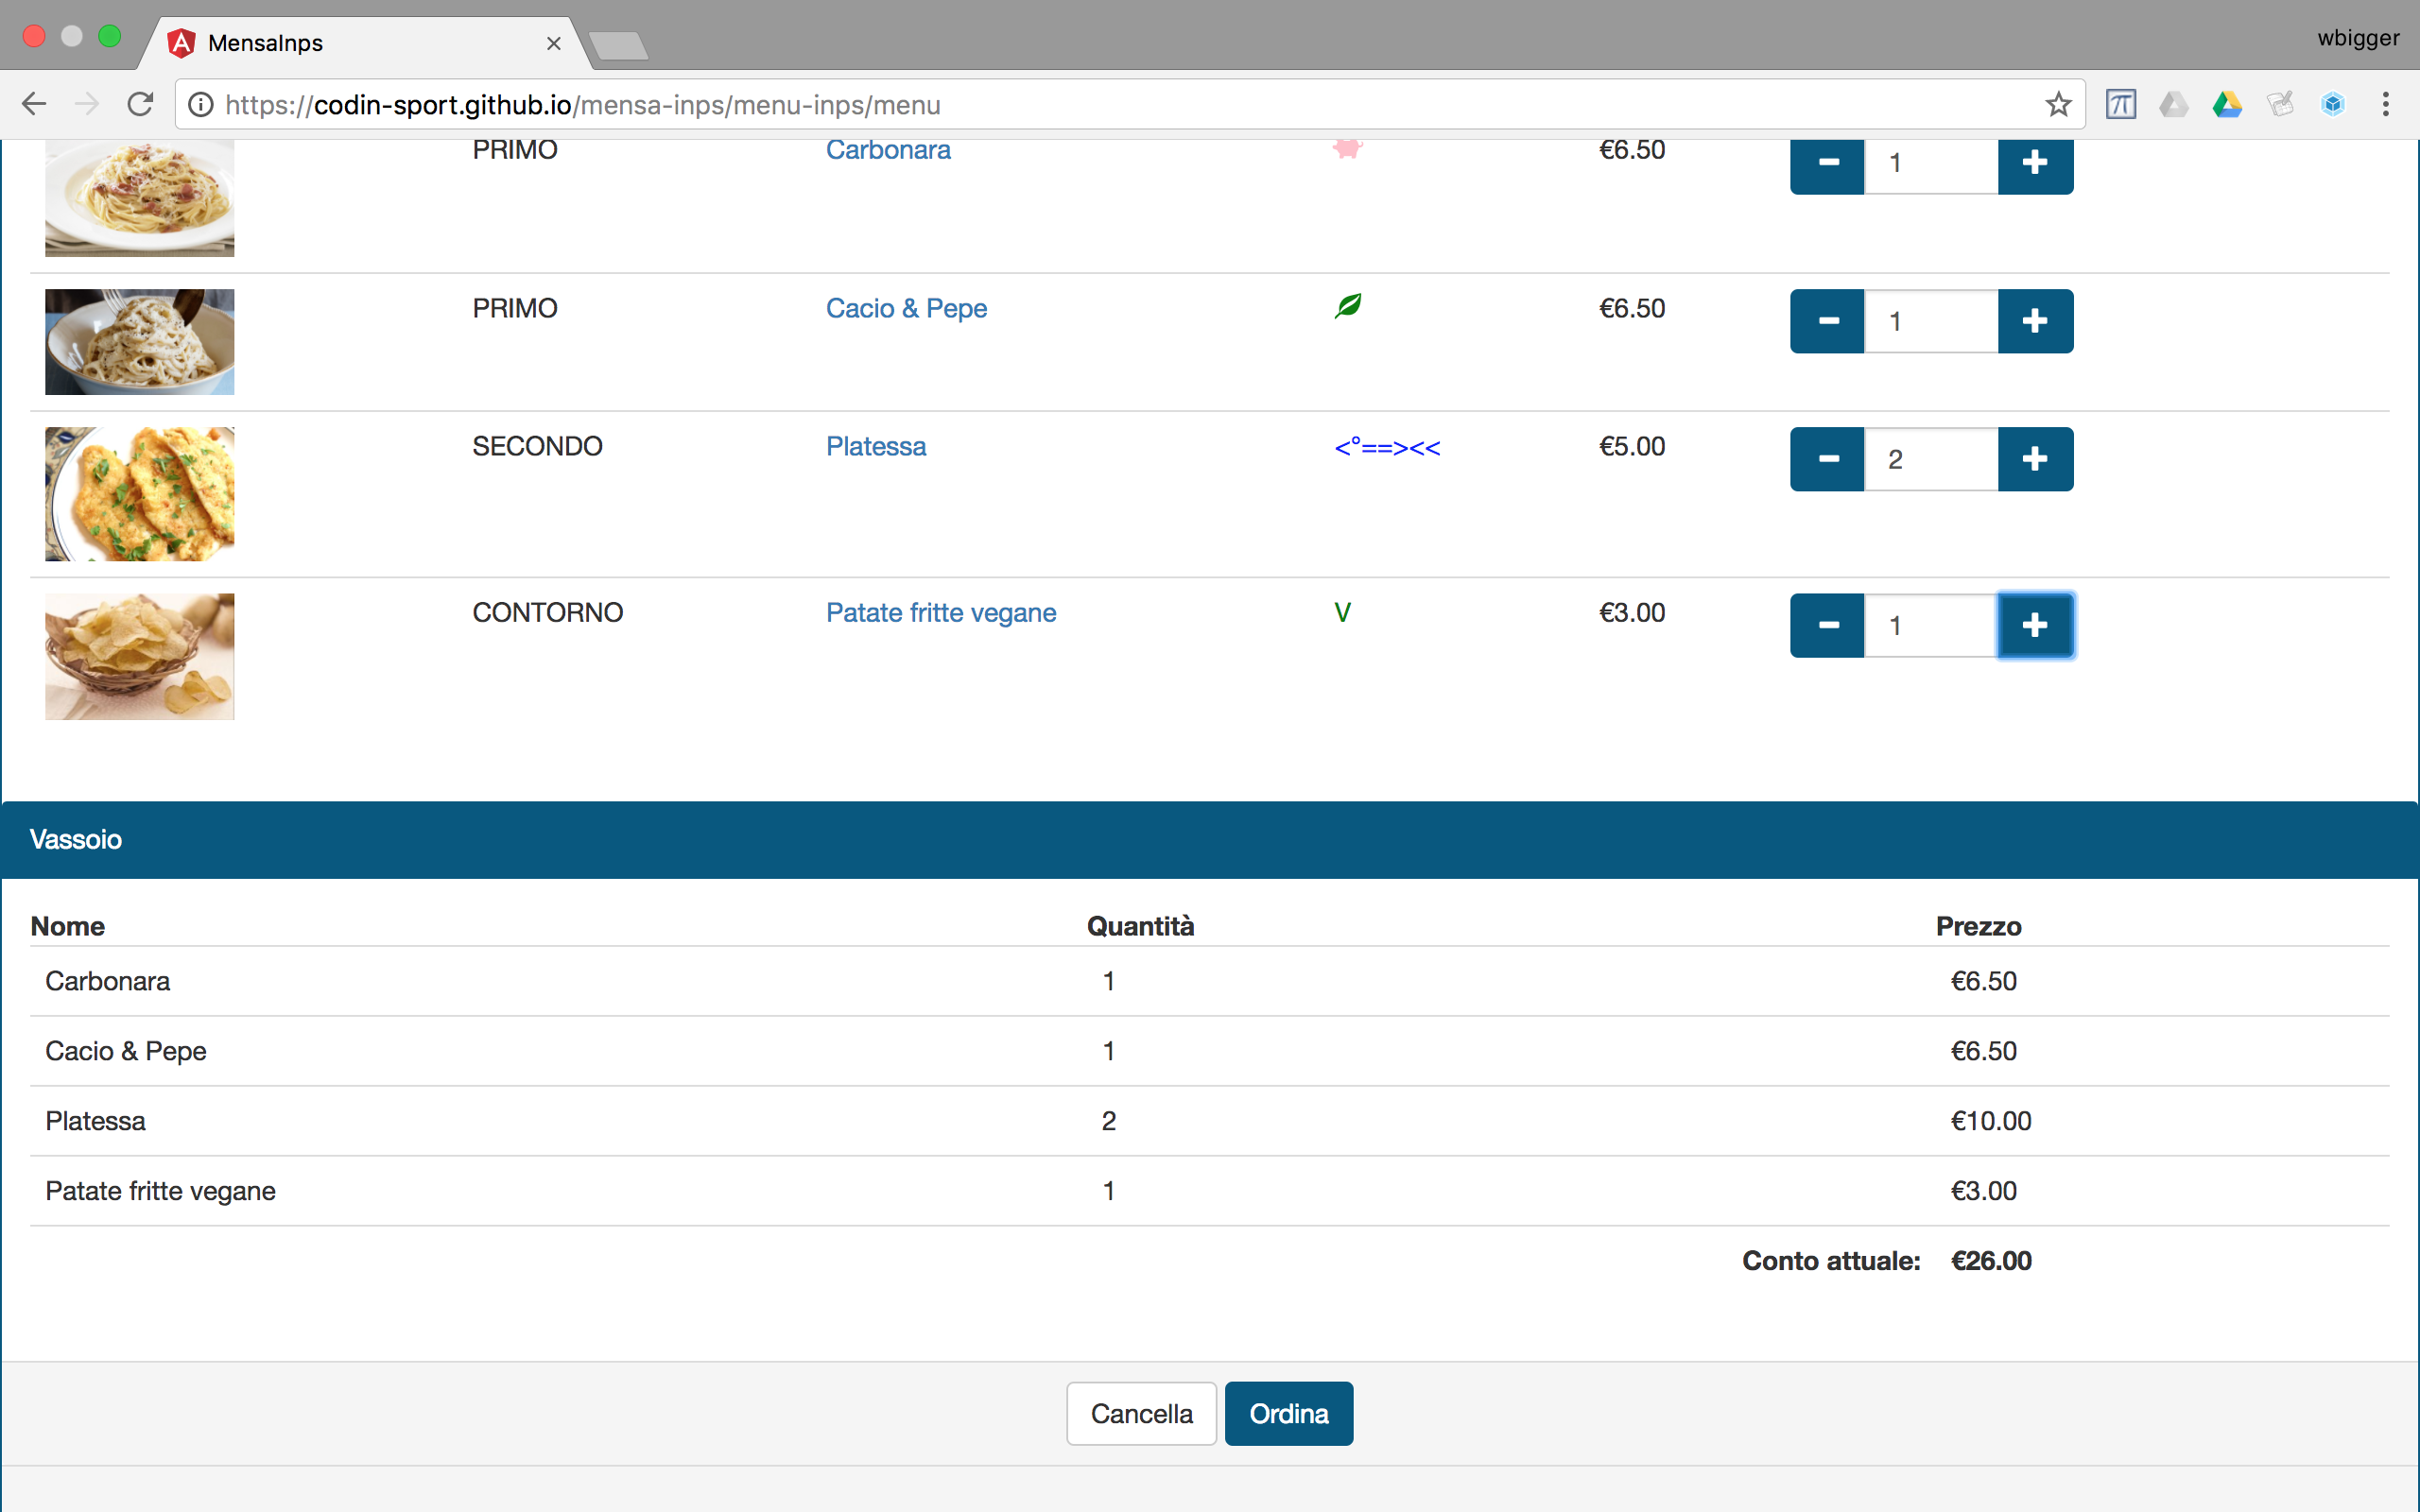 MensaInps
wbigger
https://codin-sport.github.io/mensa-inps/menu-inps/menu
PRIMO Carbonara €6.50 1
PRIMO Cacio & Pepe €6.50 1
SECONDO Platessa <°==><< €5.00 2
CONTORNO Patate fritte vegane V €3.00 1
Vassoio
Nome Quantità Prezzo
Carbonara 1 €6.50
Cacio & Pepe 1 €6.50
Platessa 2 €10.00
Patate fritte vegane 1 €3.00
Conto attuale: €26.00
Cancella Ordina